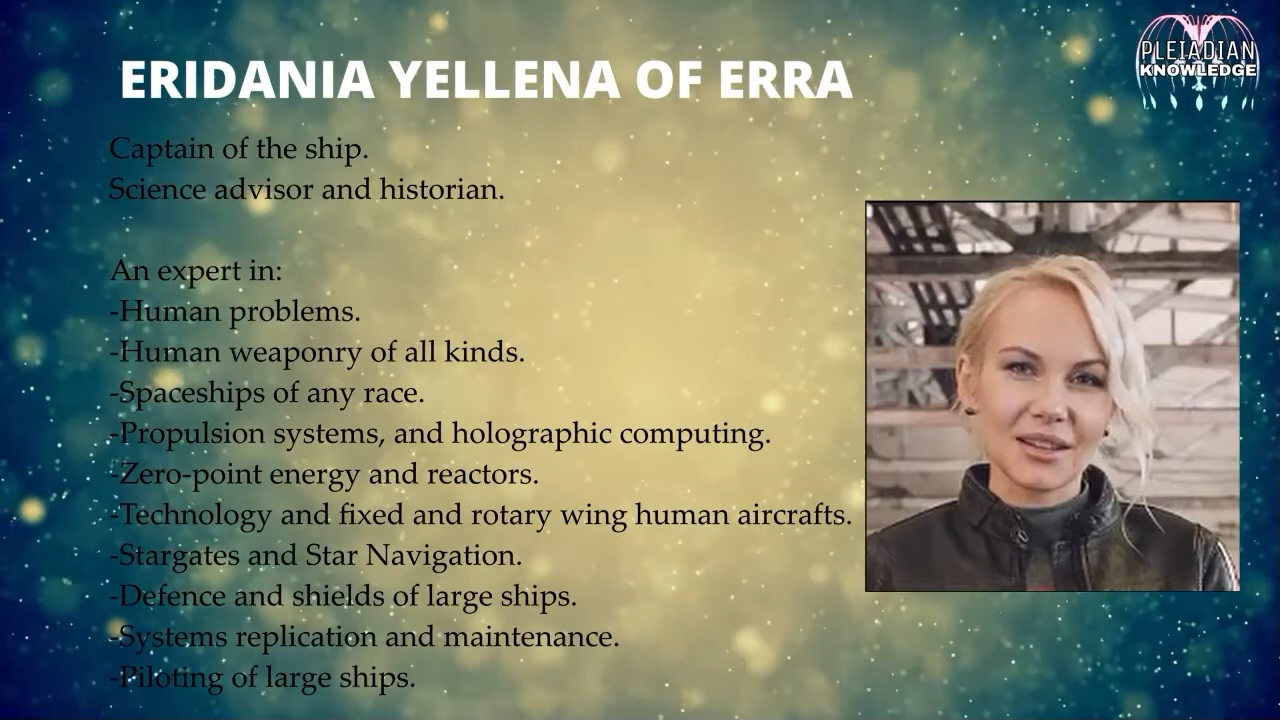 PLEIADIAN
KNOWLEDGE
ERIDANIA YELLENA OF ERRA
Captain of the ship.
Science advisor and historian.
An expert in:
-Human problems.
-Human weaponry of all kinds.
-Spaceships of any race.
-Propulsion systems, and holographic computing.
-Zero-point energy and reactors.
-Technology and fixed and rotary wing human aircrafts.
-Stargates and Star Navigation.
-Defence and shields of large ships.
-Systems replication and maintenance.
-Piloting of large ships.